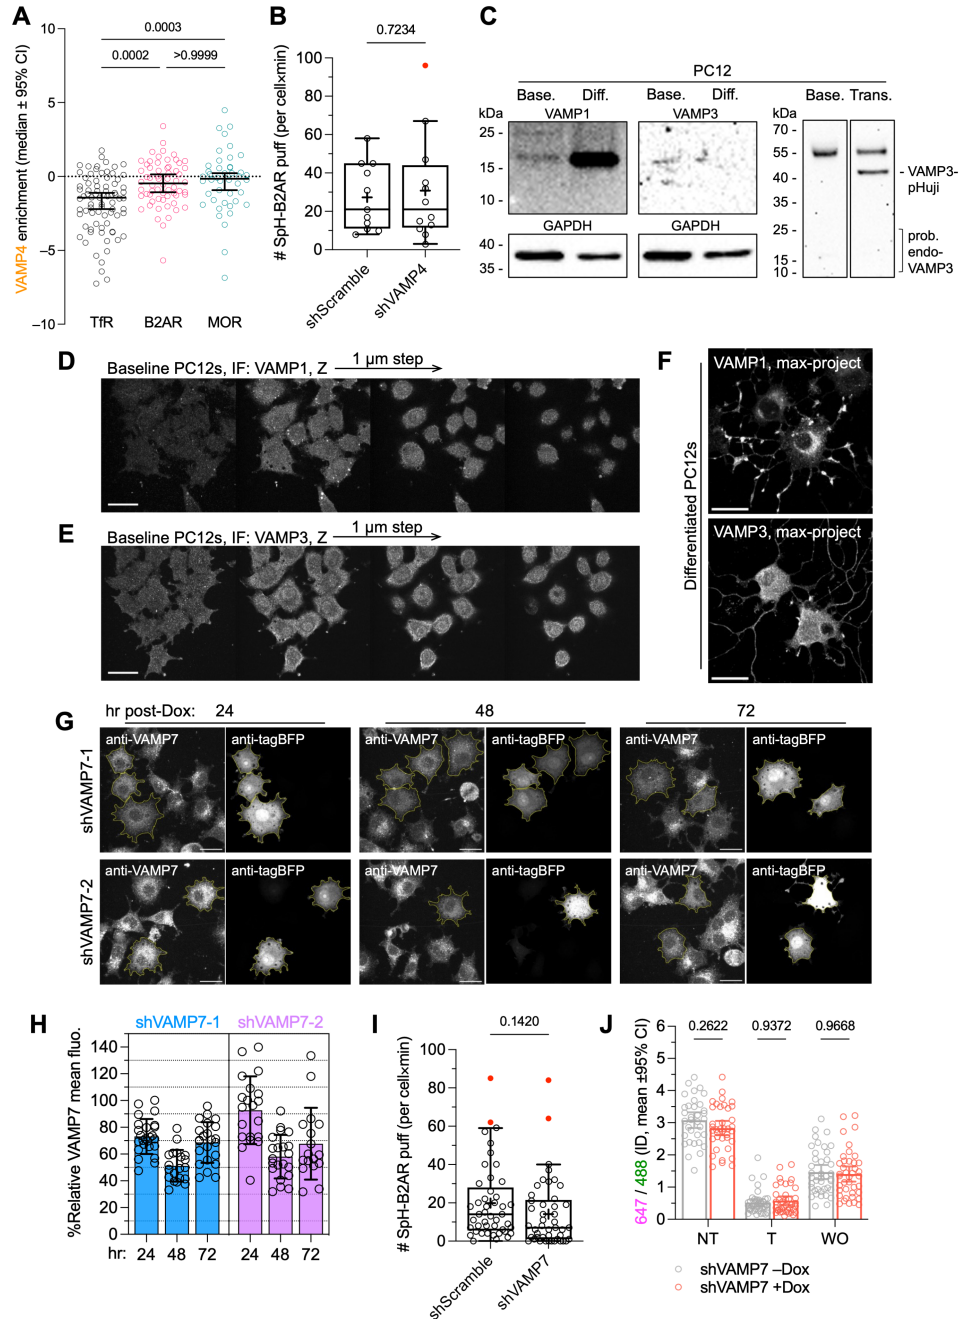 A
VAMP4 enrichment (median ± 95% CI)
10
5
0
−5
−10
0.0003
0.0002
>0.9999
TfR
B2AR
MOR
B
# SpH-B2AR puff (per cell×min)
100
80
60
40
20
0
0.7234
shScramble
shVAMP4
C
PC12
Base.
Diff.
Base.
Diff.
Base.
Trans.
kDa
VAMP1
VAMP3
kDa
25 -
15 -
10 -
GAPDH
GAPDH
40 -
35 -
70 -
55 -
40 -
35 -
25 -
15 -
10 -
- VAMP3-
pHuji
prob.
endo-
VAMP3
D
Baseline PC12s, IF: VAMP1, Z
1 µm step
E
Baseline PC12s, IF: VAMP3, Z
1 µm step
F
Differentiated PC12s
VAMP1, max-project
VAMP3, max-project
G
hr post-Dox:
24
48
72
shVAMP7-1
anti-VAMP7
anti-tagBFP
anti-VAMP7
anti-tagBFP
anti-VAMP7
anti-tagBFP
shVAMP7-2
anti-VAMP7
anti-tagBFP
anti-VAMP7
anti-tagBFP
anti-VAMP7
anti-tagBFP
H
shVAMP7-1
shVAMP7-2
%Relative VAMP7 mean fluo.
140
120
100
80
60
40
20
0
hr:
24
48
72
24
48
72
I
# SpH-B2AR puff (per cell×min)
100
80
60
40
20
0
0.1420
shScramble
shVAMP7
J
647 / 488 (ID, mean ±95% CI)
6
5
4
3
2
1
0
0.2622
0.9372
0.9668
NT
T
WO
shVAMP7 −Dox
shVAMP7 +Dox